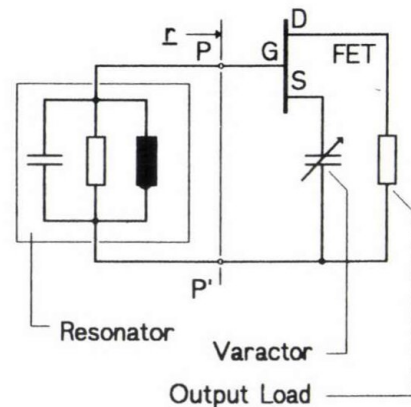 r
P
D
G
FET
S
P'
Resonator
Varactor
Output Load